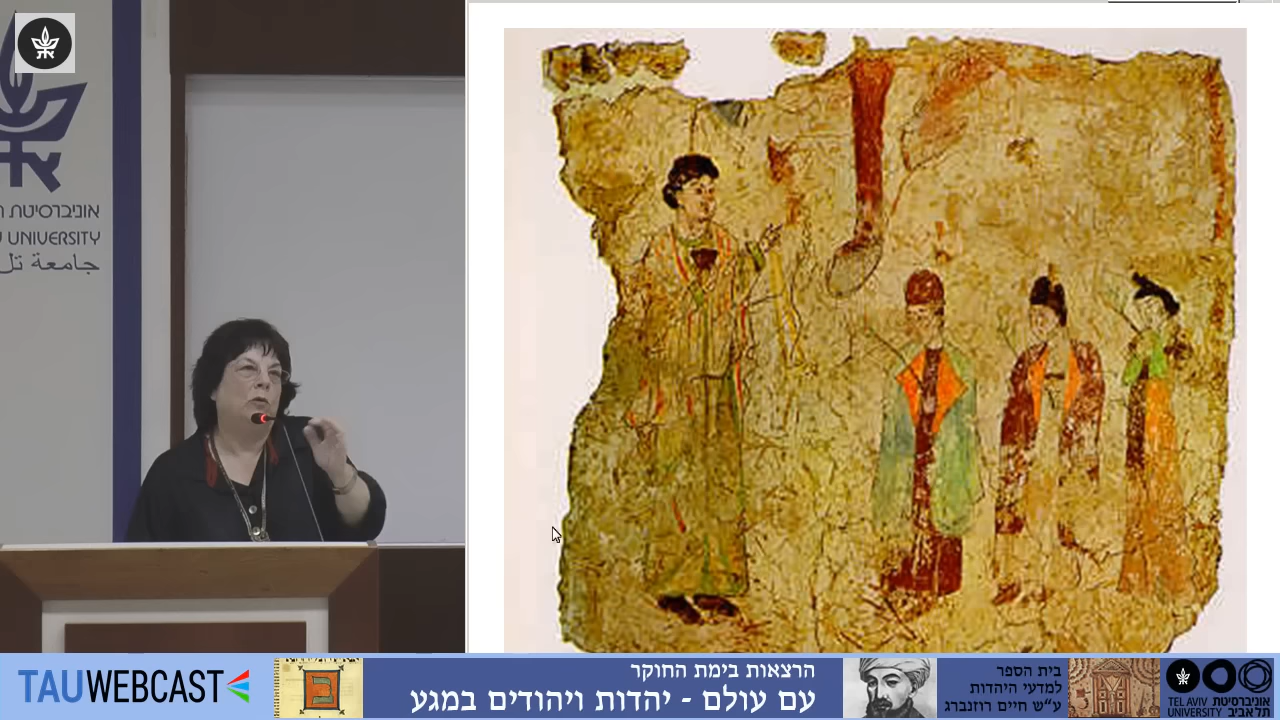 אוניברסיטת
UNIVERSITY
جامعة تل
TAUWEBCAST
הרצאות בימת החוקר
עם עולם - יהדות ויהודים במגע
בית הספר
למדעי היהדות
ע"ש חיים רוזנברג
אוניברסיטת
תל אביב
TEL AVIV
UNIVERSITY